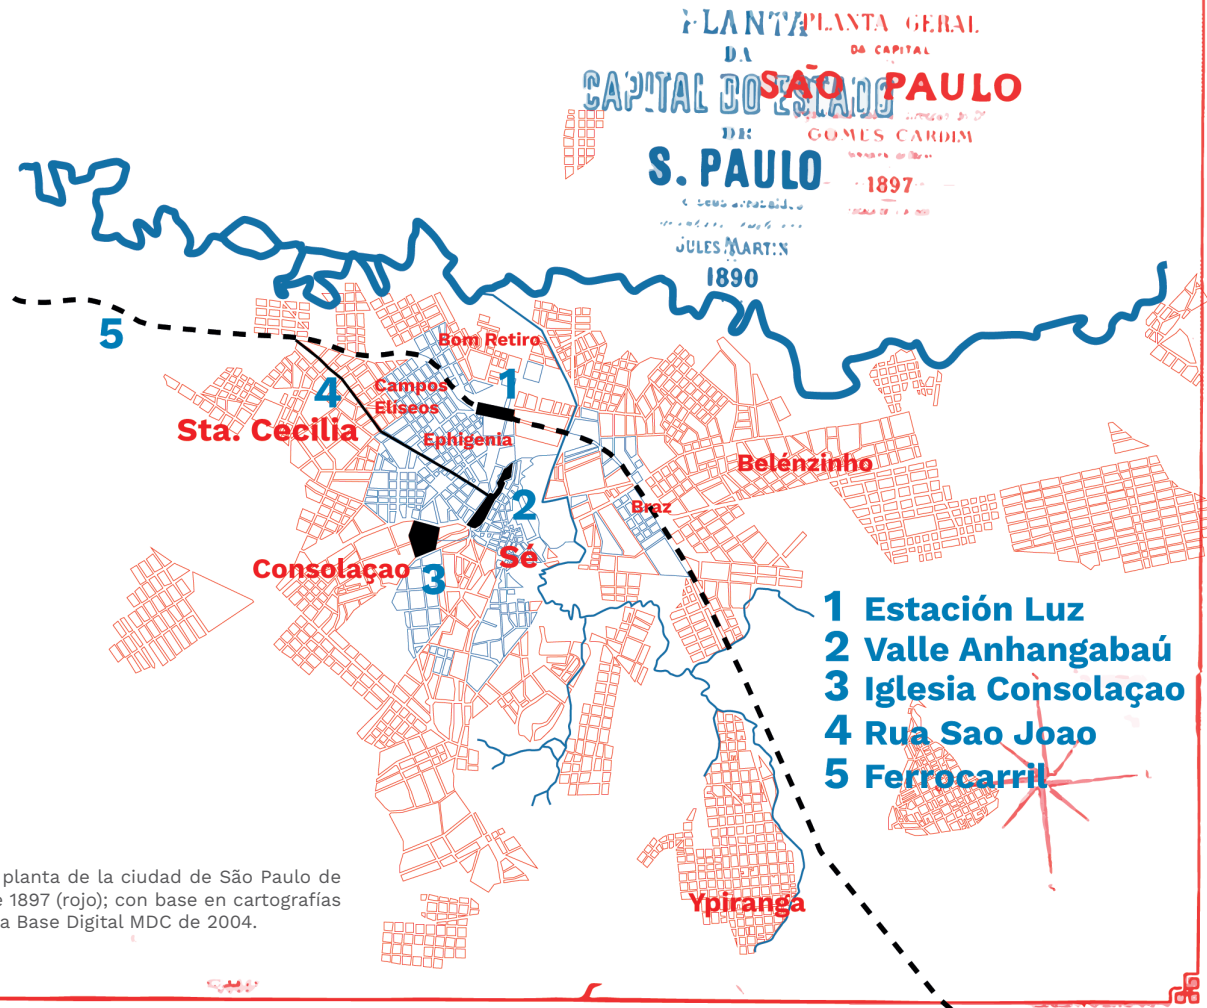 PLANTA
DA
CAPITAL DO ESTADO
DE
S. PAULO
JULES MARTIN
1890
PLANTA GERAL
DA CAPITAL
SÃO PAULO
GOMES CARDIM
1897
5
Bom Retiro
1
4
Campos
Elíseos
Sta. Cecilia
Ephigenia
Belénzinho
2
Braz
Sé
Consolaçao
3
1 Estación Luz
2 Valle Anhangabaú
3 Iglesia Consolaçao
4 Rua Sao Joao
5 Ferrocarril
planta de la ciudad de São Paulo de
1897 (rojo); con base en cartografías
a Base Digital MDC de 2004.
Ypiranga